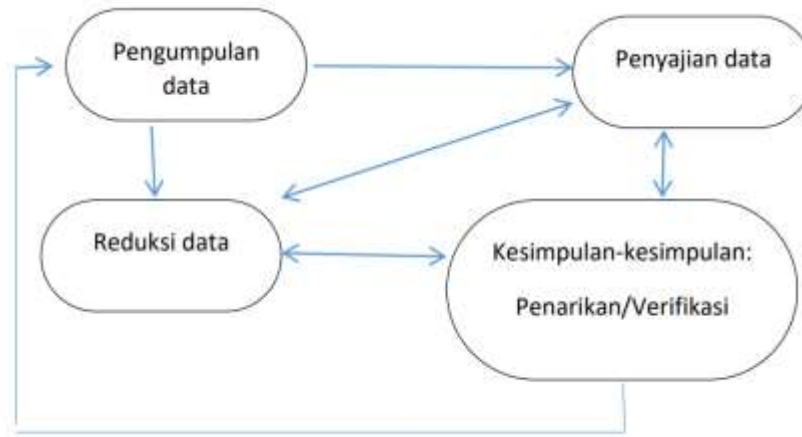 Pengumpulan
data
Penyajian data
Reduksi data
Kesimpulan-kesimpulan:
Penarikan/Verifikasi